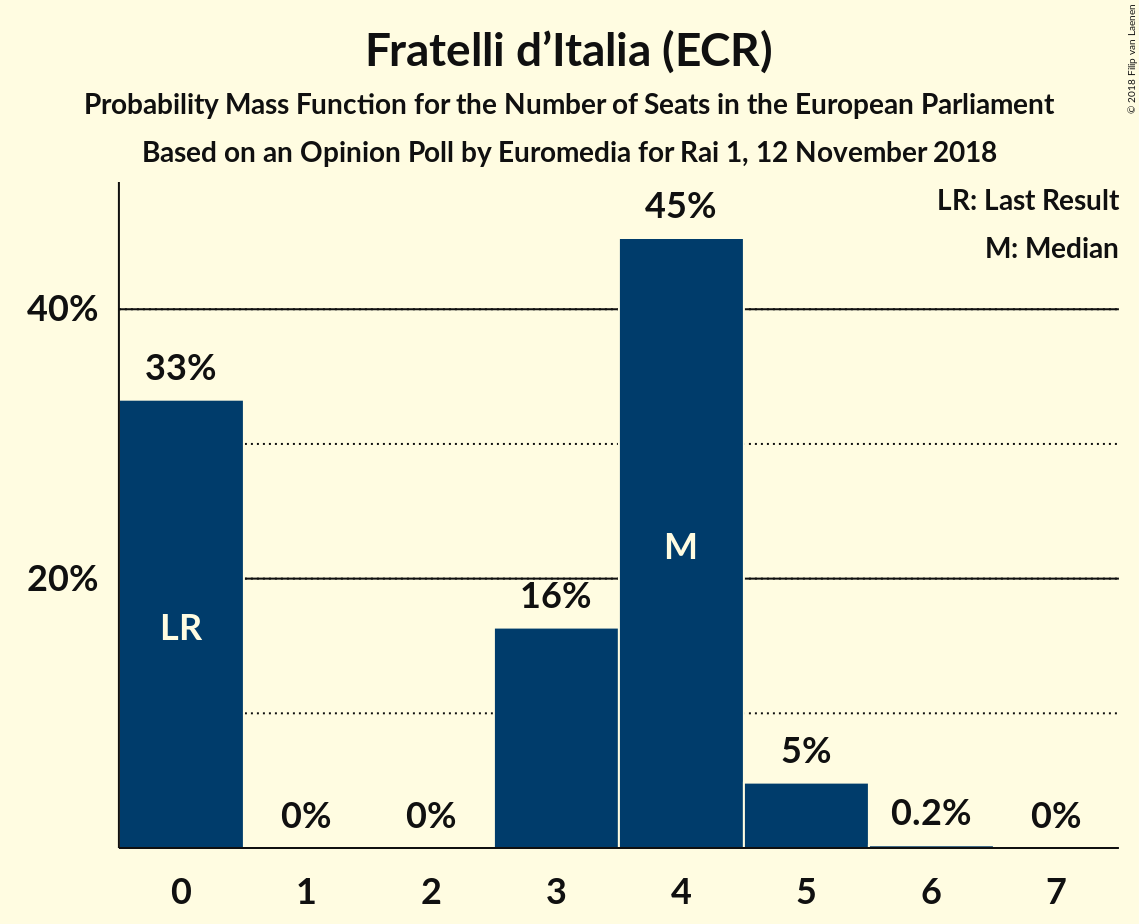 Fratelli d’Italia (ECR)
Probability Mass Function for the Number of Seats in the European Parliament
Based on an Opinion Poll by Euromedia for Rai 1, 12 November 2018
© 2018 Filip van Laenen
LR: Last Result
M: Median
40%
20%
33%
0%
0%
16%
45%
5%
0.2%
0%
LR
M
0 1 2 3 4 5 6 7